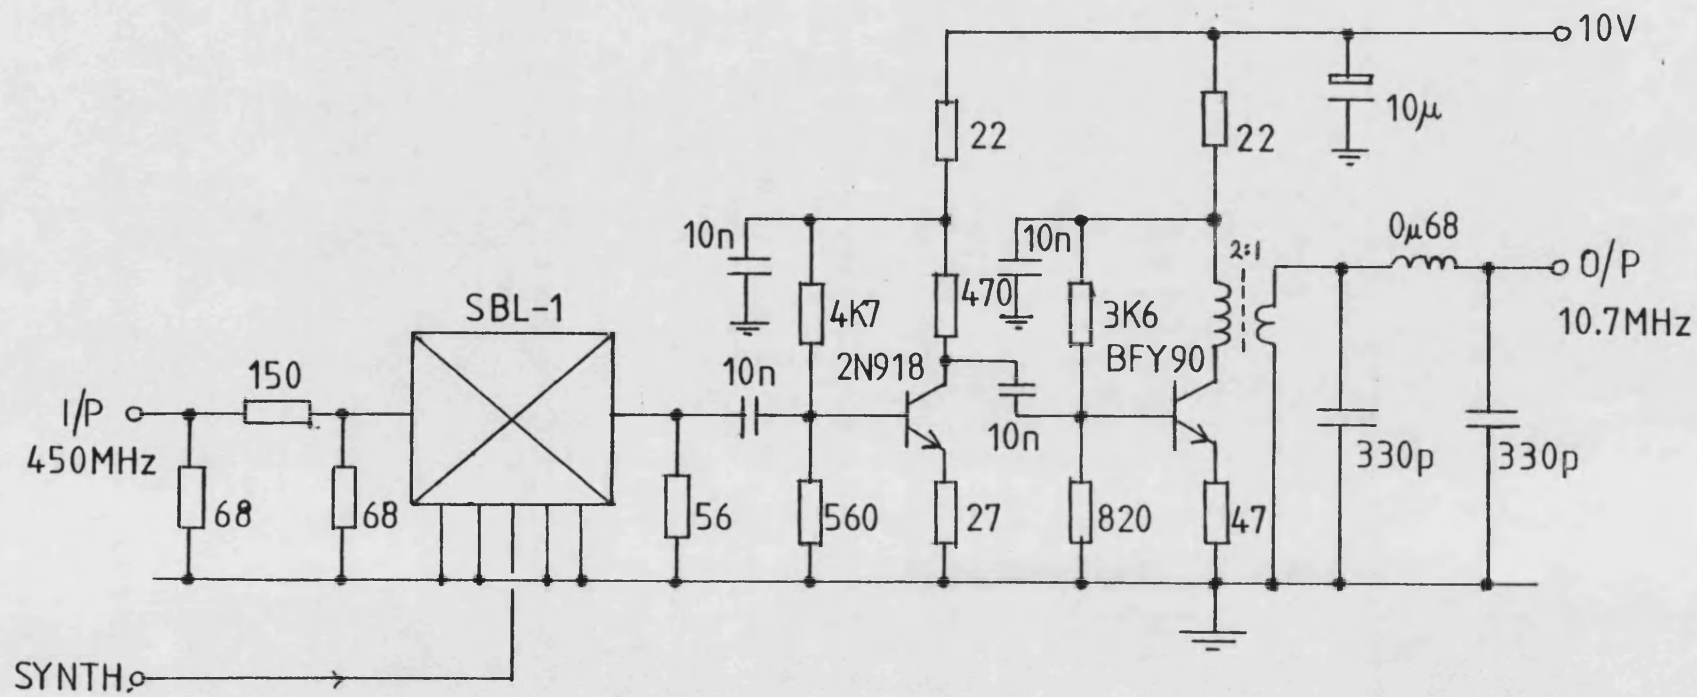 10V
10μ
22
22
10n
10n
0μ68
2:1
O/P
10.7MHz
SBL-1
4K7
470
3K6
BFY90
2N918
150
10n
I/P
450MHz
10n
330p
330p
68
68
56
560
27
820
47
SYNTH.